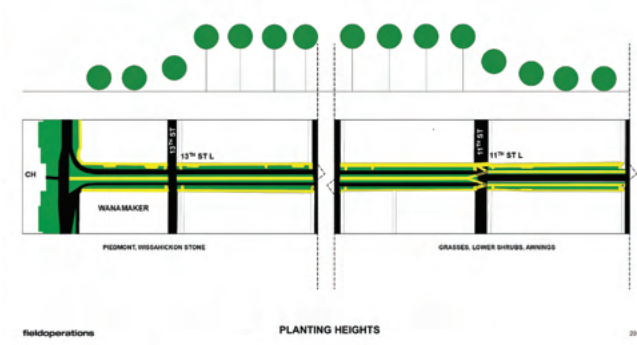 13TH ST
13TH ST L
11TH ST
11TH ST L
CH
WANAMAKER
PIEDMONT, WISSAHICKON STONE
GRASSES, LOWER SHRUBS, AWNINGS
fieldoperations
PLANTING HEIGHTS
20